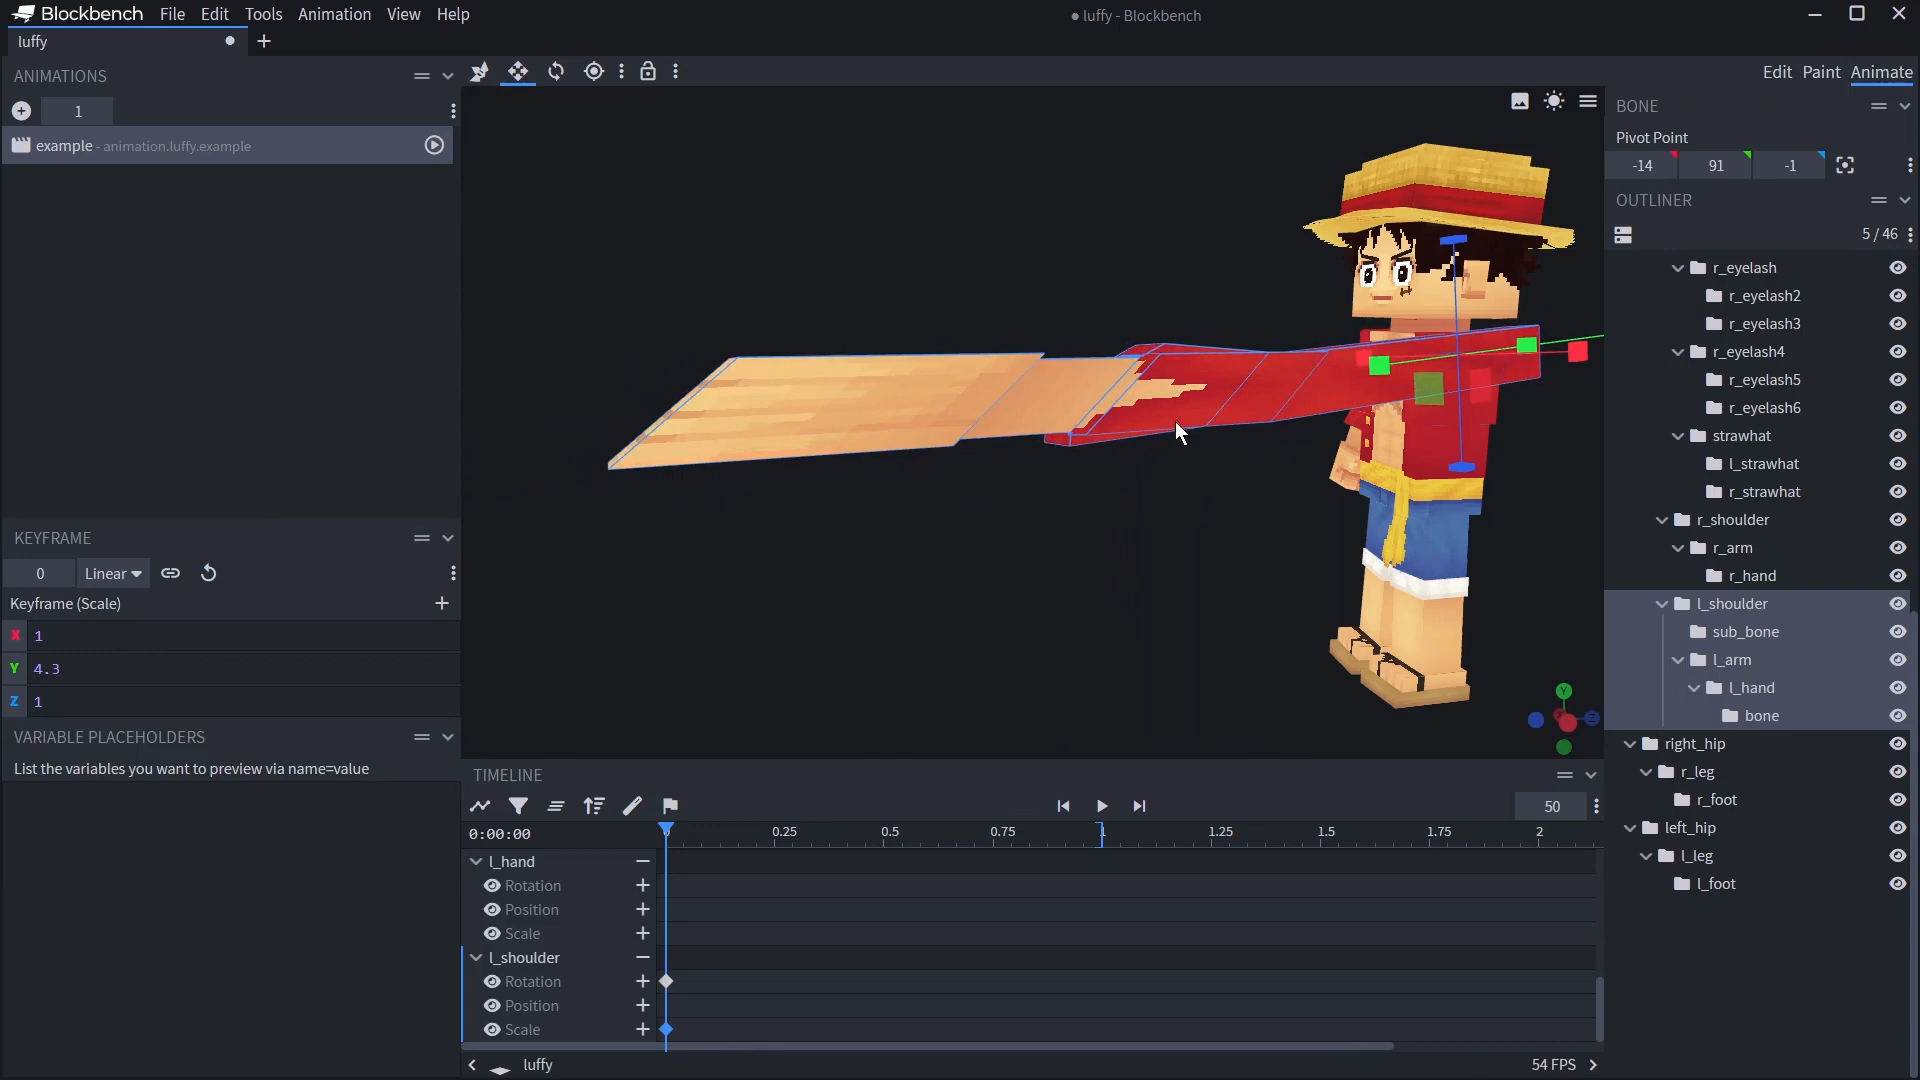 Blockbench File Edit Tools Animation View Help
luffy - Blockbench
luffy
ANIMATIONS
1
example - animation.luffy.example
Edit Paint Animate
BONE
Pivot Point
-14 91 -1
OUTLINER
5 / 46
r_eyelash
r_eyelash2
r_eyelash3
r_eyelash4
r_eyelash5
r_eyelash6
strawhat
l_strawhat
r_strawhat
r_shoulder
r_arm
r_hand
l_shoulder
sub_bone
l_arm
l_hand
bone
right_hip
r_leg
r_foot
left_hip
l_leg
l_foot
KEYFRAME
0 Linear
Keyframe (Scale)
X 1
Y 4.3
Z 1
VARIABLE PLACEHOLDERS
List the variables you want to preview via name=value
Y
Z
TIMELINE
50
0:00:00 0 0.25 0.5 0.75 1 1.25 1.5 1.75 2
l_hand
Rotation
Position
Scale
l_shoulder
Rotation
Position
Scale
luffy
54 FPS